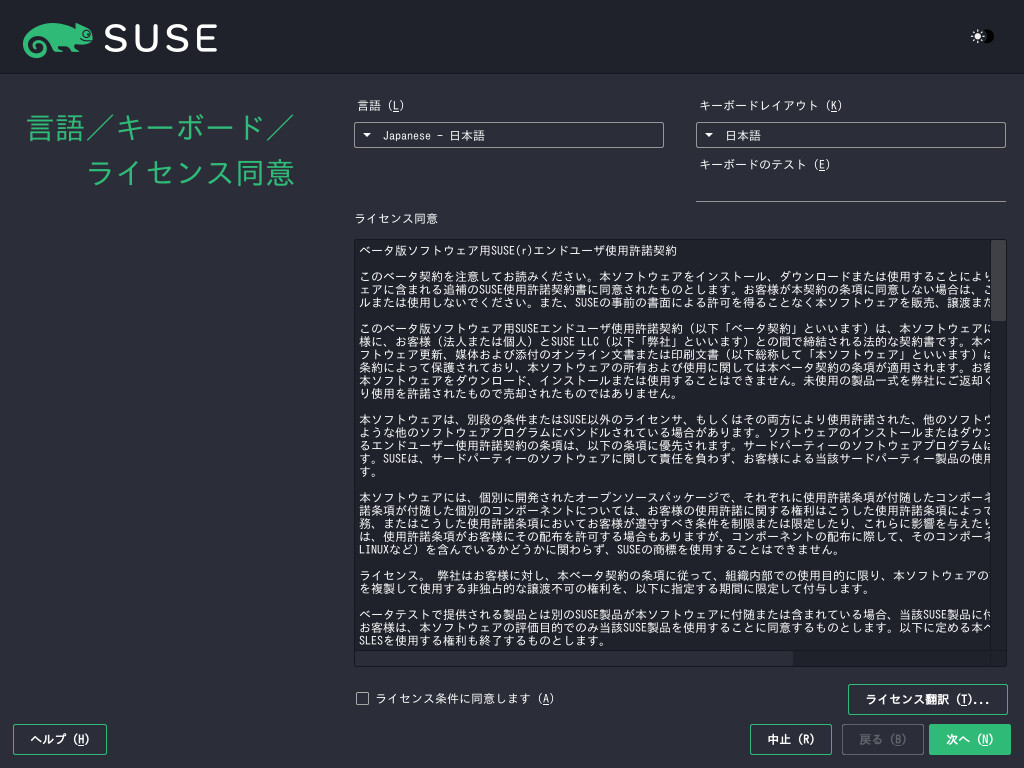 SUSE
言語／キーボード／
ライセンス同意
言語 (L)
キーボードレイアウト (K)
Japanese - 日本語
日本語
キーボードのテスト (E)
ライセンス同意
ベータ版ソフトウェア用SUSE(r)エンドユーザ使用許諾契約
このベータ契約を注意してお読みください。本ソフトウェアをインストール、ダウンロードまたは使用することにより
ェアに含まれる追補のSUSE使用許諾契約書に同意されたものとします。お客様が本契約の条項に同意しない場合は、こ
ルまたは使用しないでください。また、SUSEの事前の書面による許可を得ることなく本ソフトウェアを販売、譲渡また
このベータ版ソフトウェア用SUSEエンドユーザ使用許諾契約（以下「ベータ契約」といいます）は、本ソフトウェアに
様に、お客様（法人または個人）とSUSE LLC（以下「弊社」といいます）との間で締結される法的な契約書です。本ベ
フトウェア更新、媒体および添付のオンライン文書または印刷文書（以下総称して「本ソフトウェア」といいます）は
条約によって保護されており、本ソフトウェアの所有および使用に関しては本ベータ契約の条項が適用されます。お客
本ソフトウェアをダウンロード、インストールまたは使用することはできません。未使用の製品一式を弊社にご返却く
り使用を許諾されたもので売却されたものではありません。
本ソフトウェアは、別段の条件またはSUSE以外のライセンサ、もしくはその両方により使用許諾された、他のソフトウ
ような他のソフトウェアプログラムにバンドルされている場合があります。ソフトウェアのインストールまたはダウン
るエンドユーザー使用許諾契約の条項は、以下の条項に優先されます。サードパーティーのソフトウェアプログラムは
す。SUSEは、サードパーティーのソフトウェアに関して責任を負わず、お客様による当該サードパーティー製品の使用
す。
本ソフトウェアには、個別に開発されたオープンソースパッケージで、それぞれに使用許諾条項が付随したコンポーネ
諾条項が付随した個別のコンポーネントについては、お客様の使用許諾に関する権利はこうした使用許諾条項によって
務、またはこうした使用許諾条項においてお客様が遵守すべき条件を制限または限定したり、これらに影響を与えたり
は、使用許諾条項がお客様にその配布を許可する場合もありますが、コンポーネントの配布に際して、そのコンポーネ
LINUXなど）を含んでいるかどうかに関わらず、SUSEの商標を使用することはできません。
ライセンス。 弊社はお客様に対し、本ベータ契約の条項に従って、組織内部での使用目的に限り、本ソフトウェアの
を複製して使用する非独占的な譲渡不可の権利を、以下に指定する期間に限定して付与します。
ベータテストで提供される製品とは別のSUSE製品が本ソフトウェアに付随または含まれている場合、当該SUSE製品に付
お客様は、本ソフトウェアの評価目的でのみ当該SUSE製品を使用することに同意するものとします。以下に定める本ベ
SLESを使用する権利も終了するものとします。
ライセンス条件に同意します (A)
ライセンス翻訳 (T)...
ヘルプ (H)
中止 (R)
戻る (B)
次へ (N)